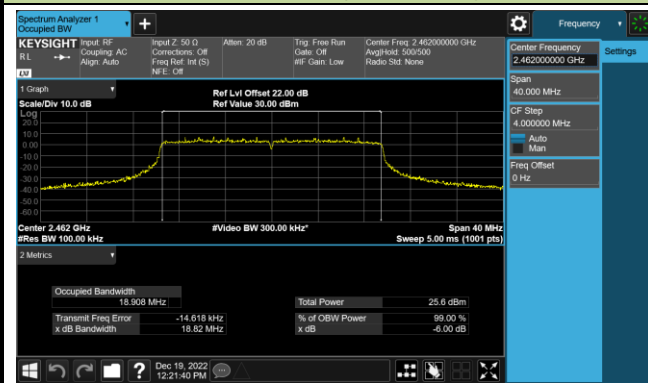 Spectrum Analyzer 1
Occupied BW
+
Frequency
KEYSIGHT
RL
LXI
Input: RF
Coupling: AC
Align: Auto
Input Z: 50 Ω
Corrections: Off
Freq Ref: Int (S)
NFE: Off
Atten: 20 dB
Trig: Free Run
Gate: Off
#IF Gain: Low
Center Freq: 2.462000000 GHz
Avg|Hold: 500/500
Radio Std: None
Center Frequency
2.462000000 GHz
Settings
Span
40.000 MHz
CF Step
4.000000 MHz
Auto
Man
Freq Offset
0 Hz
1 Graph
Scale/Div 10.0 dB
Ref Lvl Offset 22.00 dB
Ref Value 30.00 dBm
Log
20.0
10.0
0.00
-10.0
-20.0
-30.0
-40.0
-50.0
-60.0
Center 2.462 GHz
#Res BW 100.00 kHz
#Video BW 300.00 kHz*
Span 40 MHz
Sweep 5.00 ms (1001 pts)
2 Metrics
Occupied Bandwidth
18.908 MHz
Total Power 25.6 dBm
Transmit Freq Error -14.618 kHz
% of OBW Power 99.00 %
x dB Bandwidth 18.82 MHz
x dB -6.00 dB
?
Dec 19, 2022
12:21:40 PM